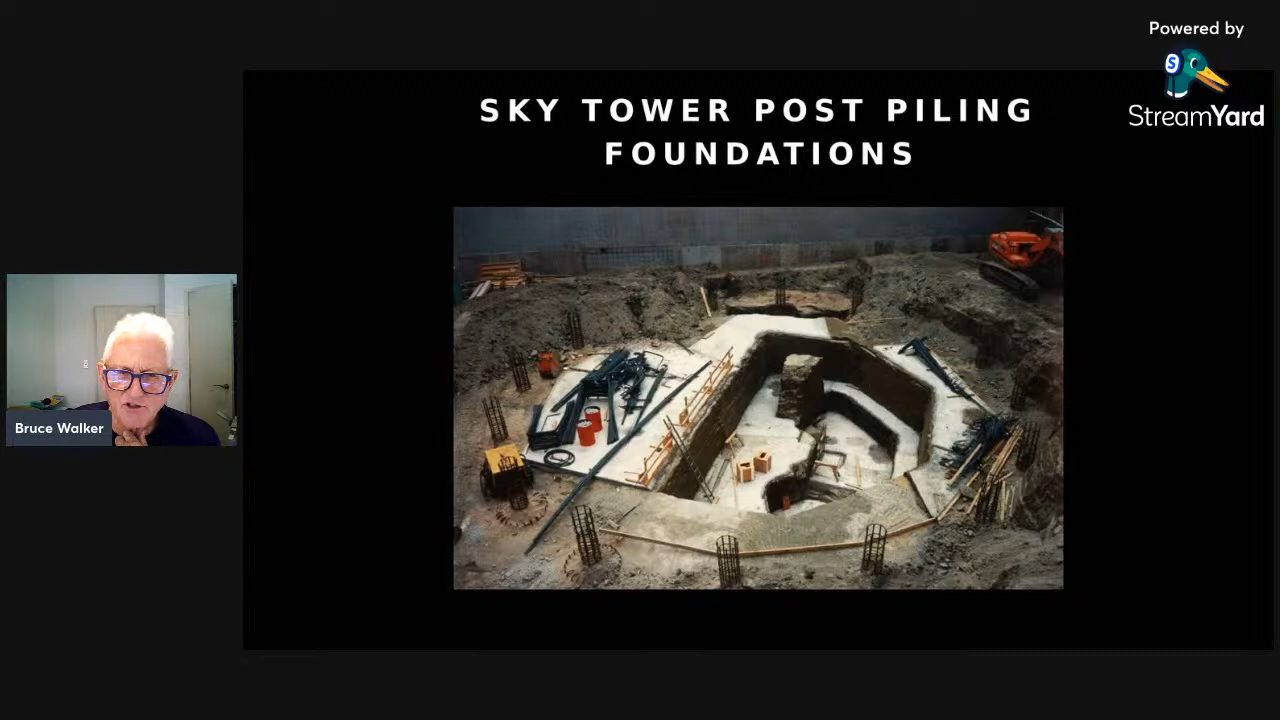 Powered by
StreamYard
SKY TOWER POST PILING
FOUNDATIONS
Bruce Walker